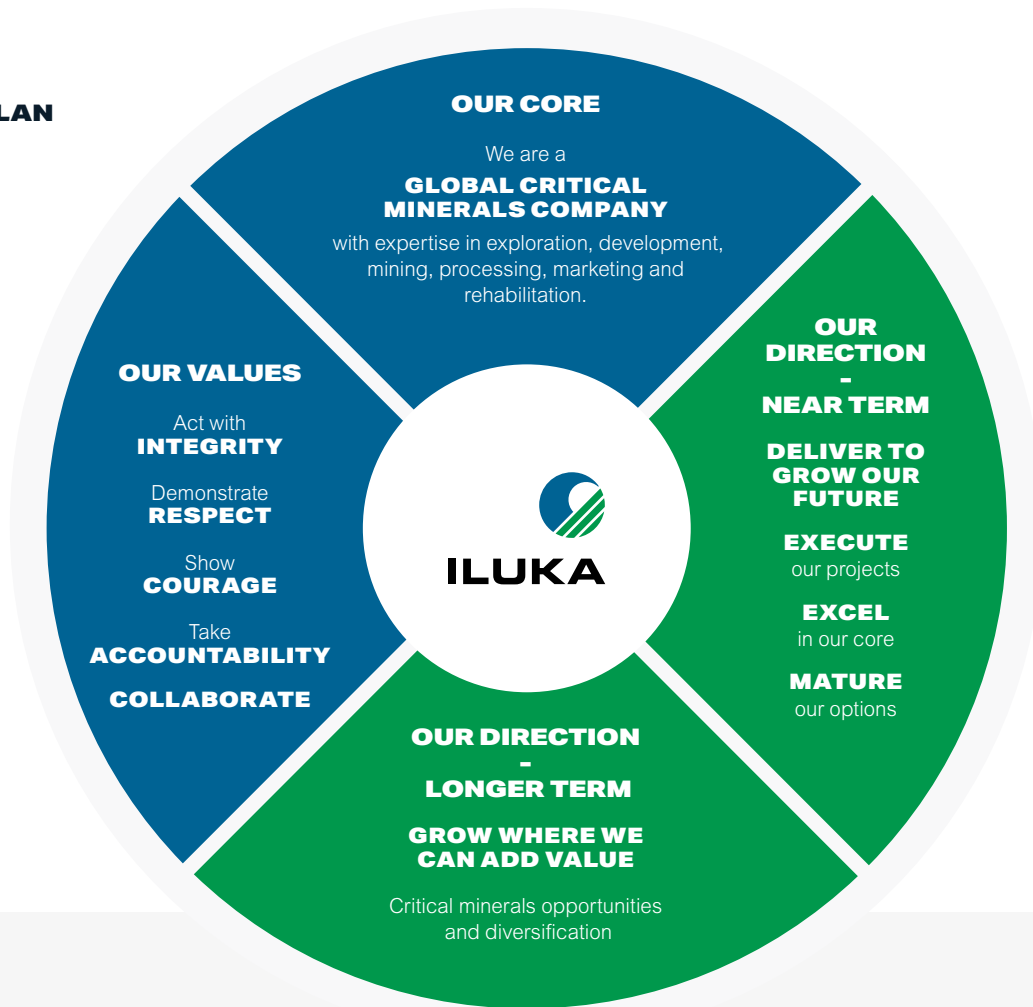 LAN
OUR CORE
We are a
GLOBAL CRITICAL
MINERALS COMPANY
with expertise in exploration, development,
mining, processing, marketing and
rehabilitation.
OUR VALUES
Act with
INTEGRITY
Demonstrate
RESPECT
Show
COURAGE
Take
ACCOUNTABILITY
COLLABORATE
ILUKA
OUR
DIRECTION
-
NEAR TERM
DELIVER TO
GROW OUR
FUTURE
EXECUTE
our projects
EXCEL
in our core
MATURE
our options
OUR DIRECTION
-
LONGER TERM
GROW WHERE WE
CAN ADD VALUE
Critical minerals opportunities
and diversification